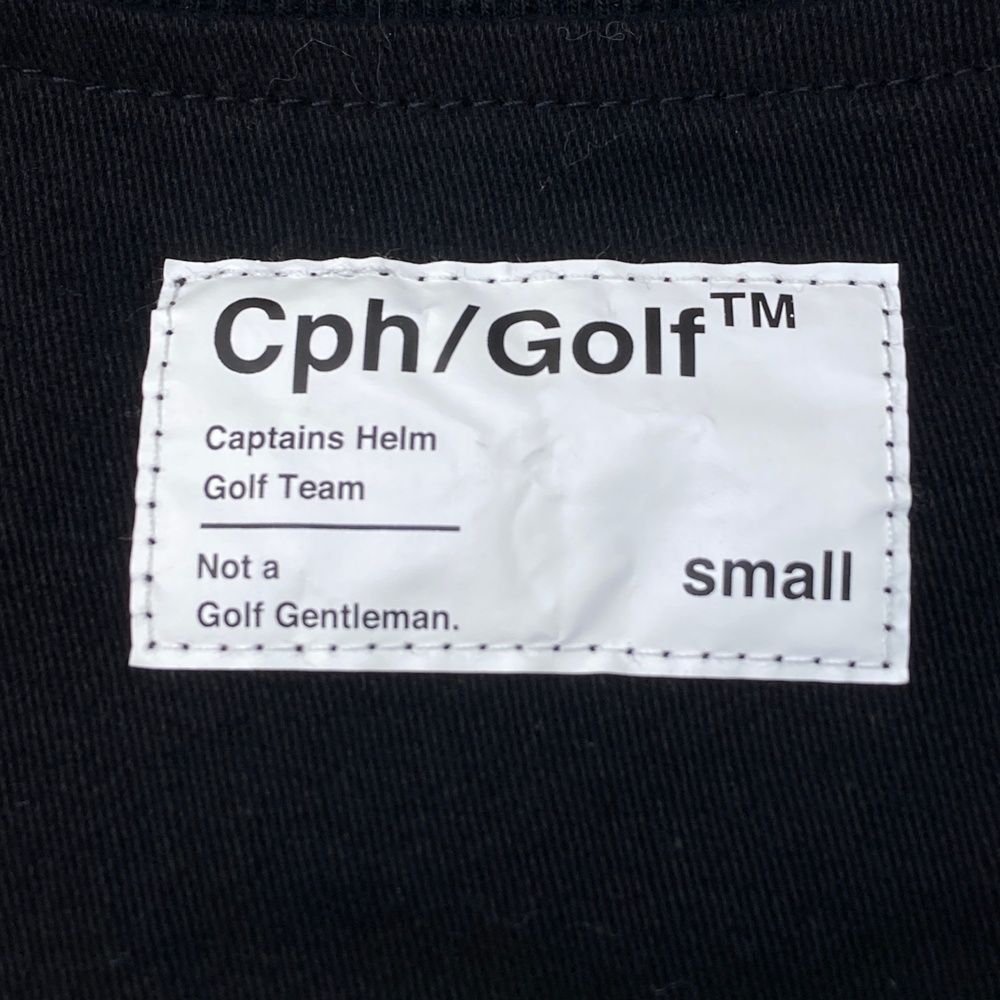 Cph/Golf™
Captains Helm
Golf Team
Not a
Golf Gentleman.
small